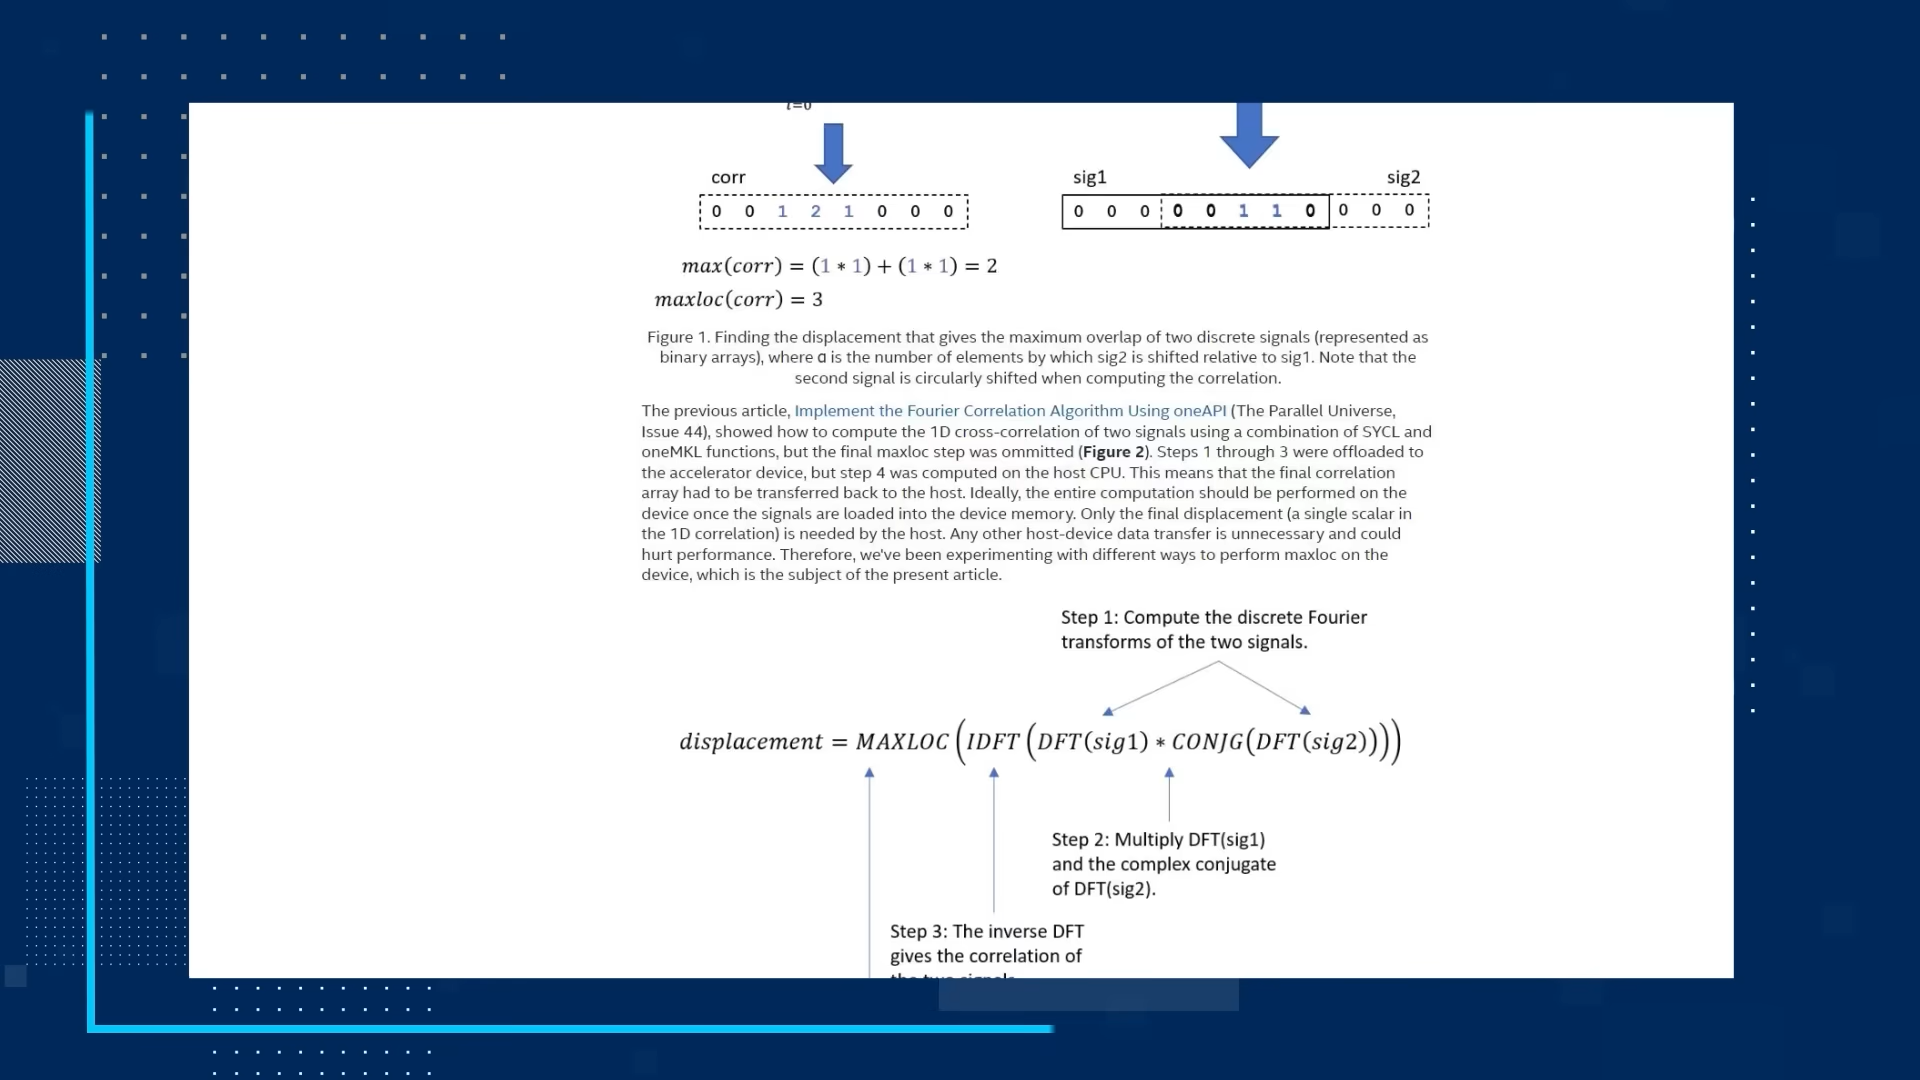 i=0
corr
0 0 1 2 1 0 0 0
sig1 sig2
0 0 0 0 0 1 1 0 0 0 0
max(corr) = (1 * 1) + (1 * 1) = 2
maxloc(corr) = 3
Figure 1. Finding the displacement that gives the maximum overlap of two discrete signals (represented as
binary arrays), where α is the number of elements by which sig2 is shifted relative to sig1. Note that the
second signal is circularly shifted when computing the correlation.
The previous article, Implement the Fourier Correlation Algorithm Using oneAPI (The Parallel Universe,
Issue 44), showed how to compute the 1D cross-correlation of two signals using a combination of SYCL and
oneMKL functions, but the final maxloc step was ommitted (Figure 2). Steps 1 through 3 were offloaded to
the accelerator device, but step 4 was computed on the host CPU. This means that the final correlation
array had to be transferred back to the host. Ideally, the entire computation should be performed on the
device once the signals are loaded into the device memory. Only the final displacement (a single scalar in
the 1D correlation) is needed by the host. Any other host-device data transfer is unnecessary and could
hurt performance. Therefore, we've been experimenting with different ways to perform maxloc on the
device, which is the subject of the present article.
Step 1: Compute the discrete Fourier
transforms of the two signals.
displacement = MAXLOC(IDFT(DFT(sig1) * CONJG(DFT(sig2))))
Step 2: Multiply DFT(sig1)
and the complex conjugate
of DFT(sig2).
Step 3: The inverse DFT
gives the correlation of
the two signals